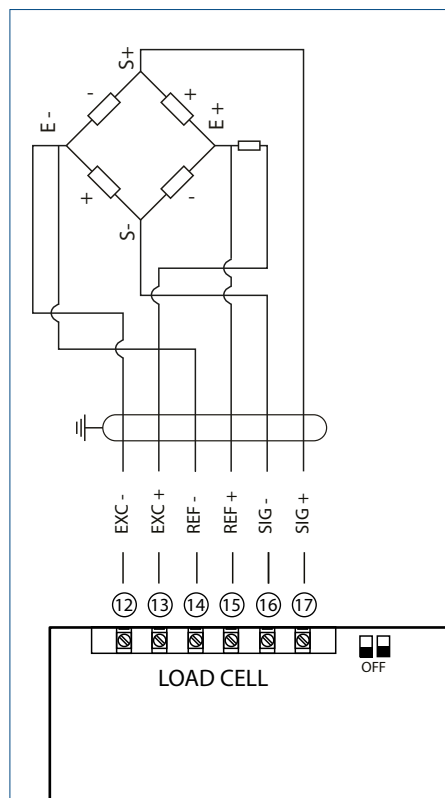 S+
E -
-
+
E +
+
-
S-
EXC -
EXC +
REF -
REF +
SIG -
SIG +
12 13 14 15 16 17
LOAD CELL
OFF